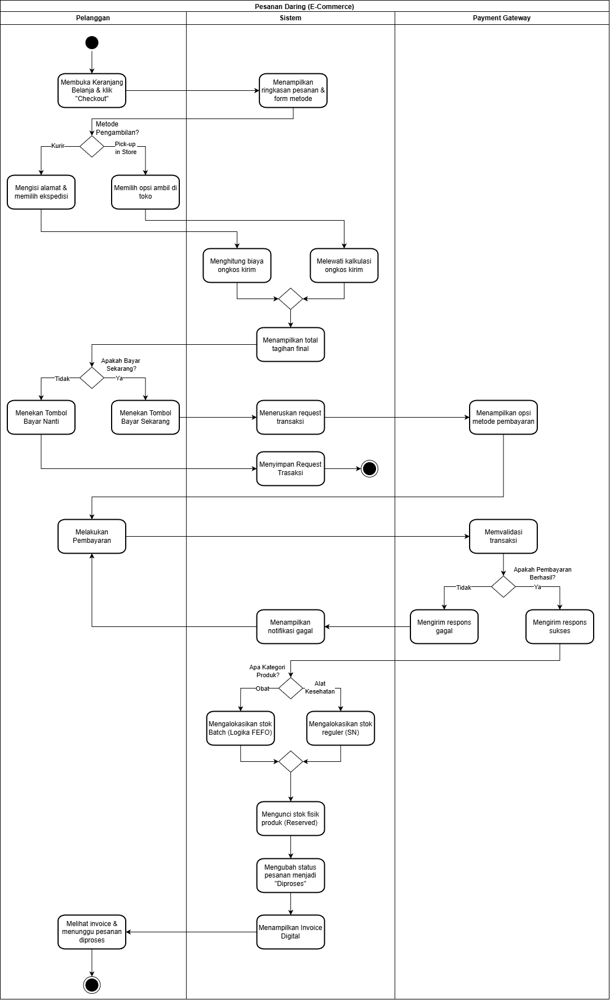 Pesanan Daring (E-Commerce)
Pelanggan
Sistem
Payment Gateway
Membuka Keranjang
Belanja & klik
"Checkout"
Menampilkan
ringkasan pesanan &
form metode
Metode
Pengambilan?
Kurir
Pick-up
in Store
Mengisi alamat &
memilih ekspedisi
Memilih opsi ambil di
toko
Menghitung biaya
ongkos kirim
Melewati kalkulasi
ongkos kirim
Menampilkan total
tagihan final
Apakah Bayar
Sekarang?
Tidak
Ya
Menekan Tombol
Bayar Nanti
Menekan Tombol
Bayar Sekarang
Meneruskan request
transaksi
Menampilkan opsi
metode pembayaran
Menyimpan Request
Trasaksi
Melakukan
Pembayaran
Memvalidasi
transaksi
Apakah Pembayaran
Berhasil?
Tidak
Ya
Menampilkan
notifikasi gagal
Mengirim respons
gagal
Mengirim respons
sukses
Apa Kategori
Produk?
Obat
Alat
Kesehatan
Mengalokasikan stok
Batch (Logika FEFO)
Mengalokasikan stok
reguler (SN)
Mengunci stok fisik
produk (Reserved)
Mengubah status
pesanan menjadi
"Diproses"
Melihat invoice &
menunggu pesanan
diproses
Menampilkan Invoice
Digital